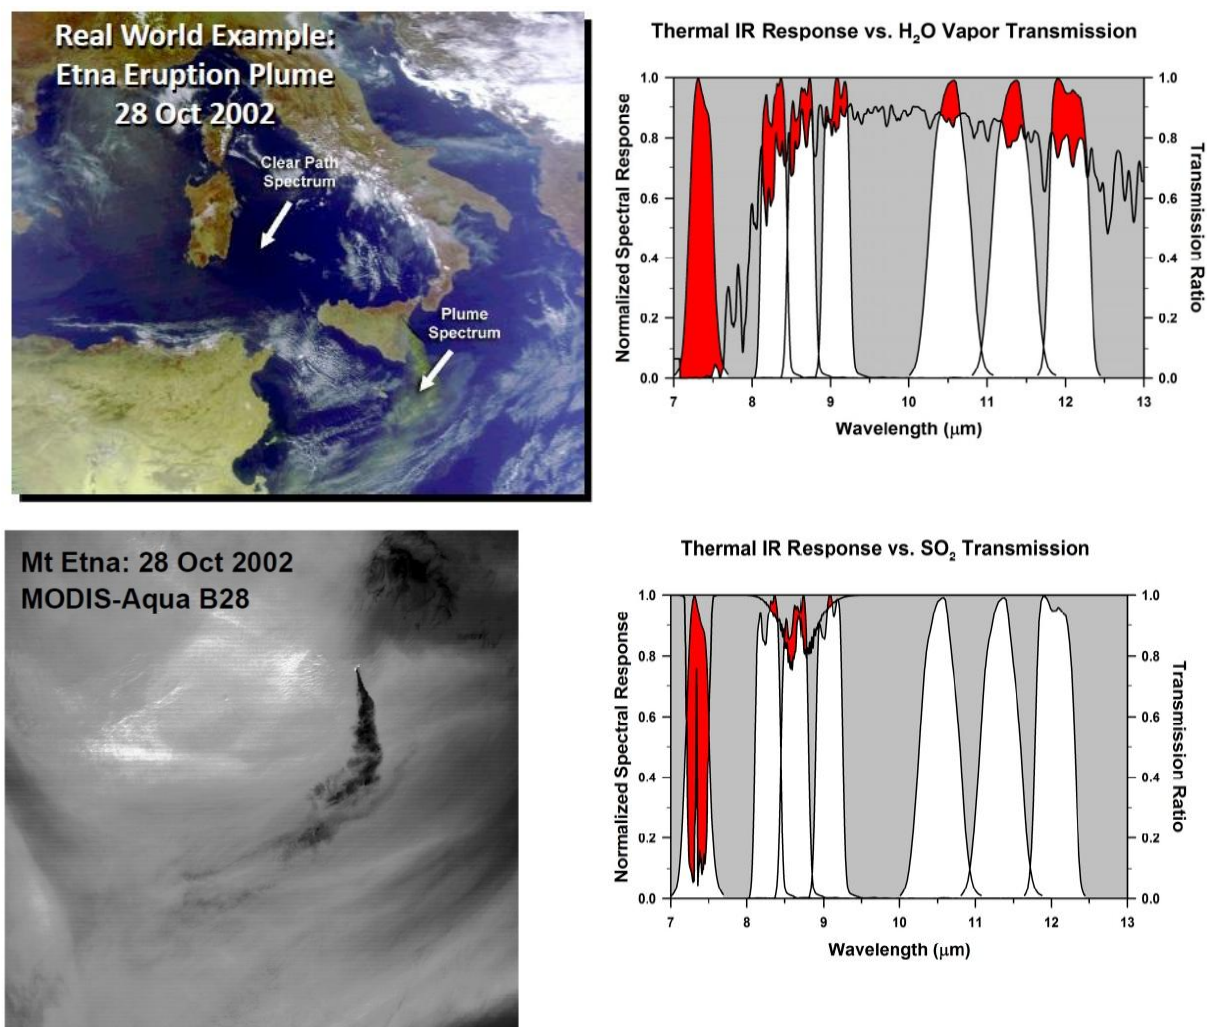 Real World Example:
Etna Eruption Plume
28 Oct 2002
Clear Path
Spectrum
Plume
Spectrum
Thermal IR Response vs. H₂O Vapor Transmission
Normalized Spectral Response
1.0
0.8
0.6
0.4
0.2
0.0
1.0
0.8
0.6
0.4
0.2
0.0
Transmission Ratio
7 8 9 10 11 12 13
Wavelength (μm)
Mt Etna: 28 Oct 2002
MODIS-Aqua B28
Thermal IR Response vs. SO₂ Transmission
Normalized Spectral Response
1.0
0.8
0.6
0.4
0.2
0.0
1.0
0.8
0.6
0.4
0.2
0.0
Transmission Ratio
7 8 9 10 11 12 13
Wavelength (μm)